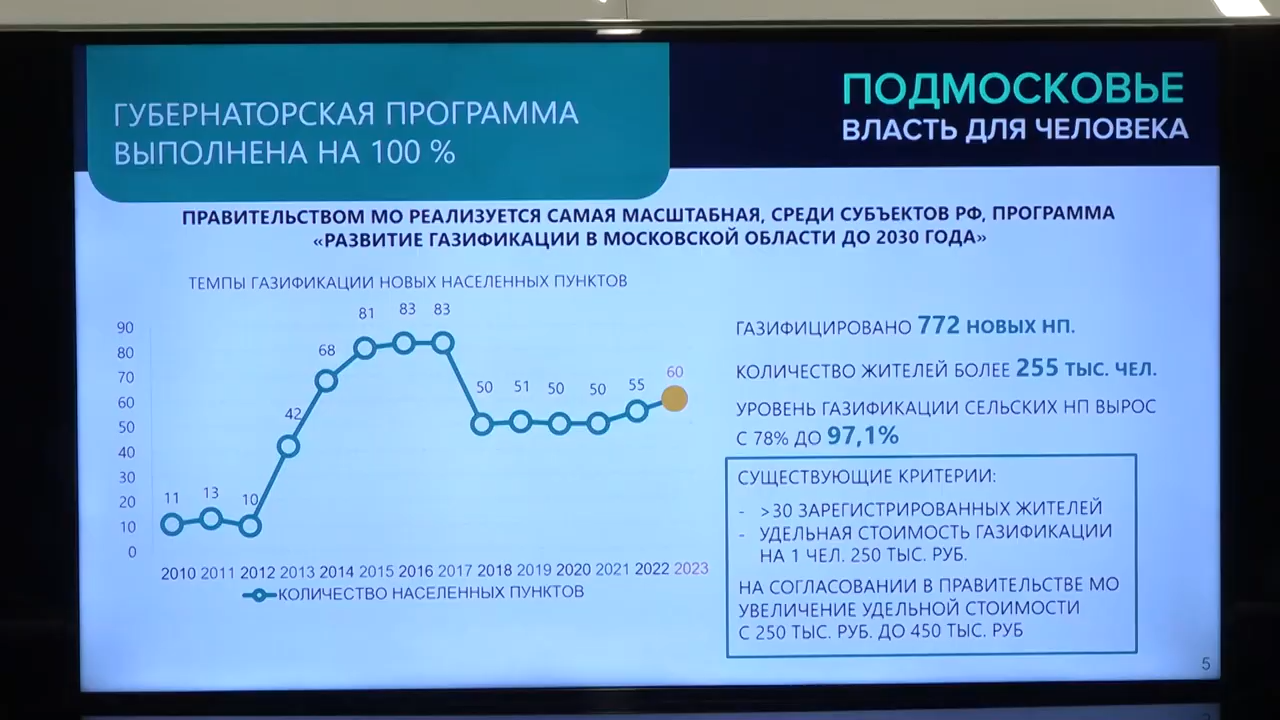 ГУБЕРНАТОРСКАЯ ПРОГРАММА
ВЫПОЛНЕНА НА 100 %
ПОДМОСКОВЬЕ
ВЛАСТЬ ДЛЯ ЧЕЛОВЕКА
ПРАВИТЕЛЬСТВОМ МО РЕАЛИЗУЕТСЯ САМАЯ МАСШТАБНАЯ, СРЕДИ СУБЪЕКТОВ РФ, ПРОГРАММА
«РАЗВИТИЕ ГАЗИФИКАЦИИ В МОСКОВСКОЙ ОБЛАСТИ ДО 2030 ГОДА»
ТЕМПЫ ГАЗИФИКАЦИИ НОВЫХ НАСЕЛЕННЫХ ПУНКТОВ
90
80
70
60
50
40
30
20
10
0
11 13 10 42 68 81 83 83 50 51 50 50 55 60
2010 2011 2012 2013 2014 2015 2016 2017 2018 2019 2020 2021 2022 2023
КОЛИЧЕСТВО НАСЕЛЕННЫХ ПУНКТОВ
ГАЗИФИЦИРОВАНО 772 НОВЫХ НП.
КОЛИЧЕСТВО ЖИТЕЛЕЙ БОЛЕЕ 255 ТЫС. ЧЕЛ.
УРОВЕНЬ ГАЗИФИКАЦИИ СЕЛЬСКИХ НП ВЫРОС
С 78% ДО 97,1%
СУЩЕСТВУЮЩИЕ КРИТЕРИИ:
- >30 ЗАРЕГИСТРИРОВАННЫХ ЖИТЕЛЕЙ
- УДЕЛЬНАЯ СТОИМОСТЬ ГАЗИФИКАЦИИ
НА 1 ЧЕЛ. 250 ТЫС. РУБ.
НА СОГЛАСОВАНИИ В ПРАВИТЕЛЬСТВЕ МО
УВЕЛИЧЕНИЕ УДЕЛЬНОЙ СТОИМОСТИ
С 250 ТЫС. РУБ. ДО 450 ТЫС. РУБ
5